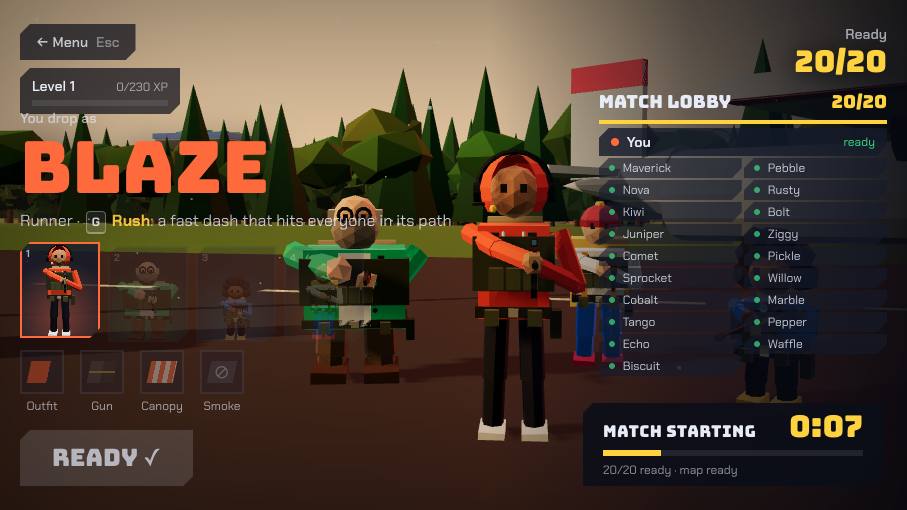 ← Menu Esc
Level 1 0/230 XP
You drop as
BLAZE
Runner · G Rush: a fast dash that hits everyone in its path
1 2 3 4
Outfit Gun Canopy Smoke
READY ✓
Ready
20/20
MATCH LOBBY 20/20
You ready
Maverick Pebble
Nova Rusty
Kiwi Bolt
Juniper Ziggy
Comet Pickle
Sprocket Willow
Cobalt Marble
Tango Pepper
Echo Waffle
Biscuit
MATCH STARTING 0:07
20/20 ready · map ready